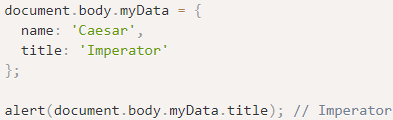 document.body.myData = {
  name: 'Caesar',
  title: 'Imperator'
};

alert(document.body.myData.title); // Imperator